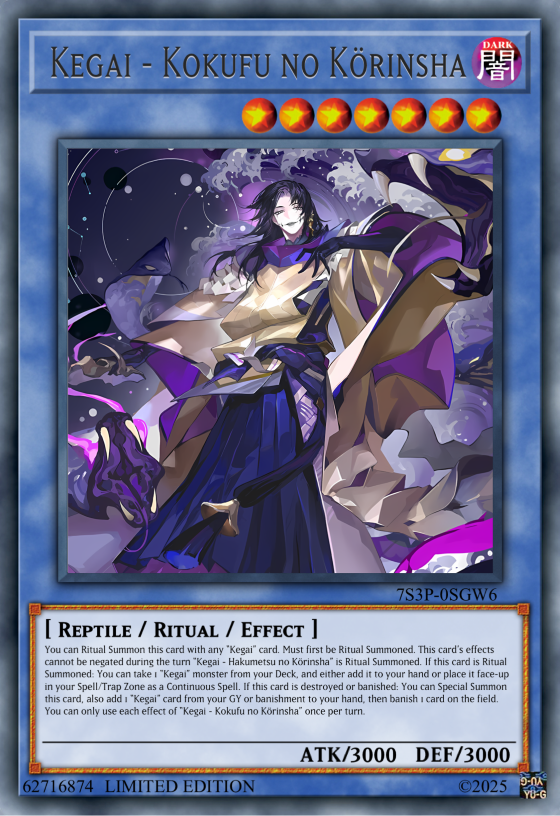 Kegai - Kokufu no Körinsha
DARK
闇
7S3P-0SGW6
[ Reptile / Ritual / Effect ]
You can Ritual Summon this card with any "Kegai" card. Must first be Ritual Summoned. This card's effects
cannot be negated during the turn "Kegai - Hakumetsu no Körinsha" is Ritual Summoned. If this card is Ritual
Summoned: You can take 1 "Kegai" monster from your Deck, and either add it to your hand or place it face-up
in your Spell/Trap Zone as a Continuous Spell. If this card is destroyed or banished: You can Special Summon
this card, also add 1 "Kegai" card from your GY or banishment to your hand, then banish 1 card on the field.
You can only use each effect of "Kegai - Kokufu no Körinsha" once per turn.
ATK/3000 DEF/3000
62716874 LIMITED EDITION ©2025
YU-G
YU-G